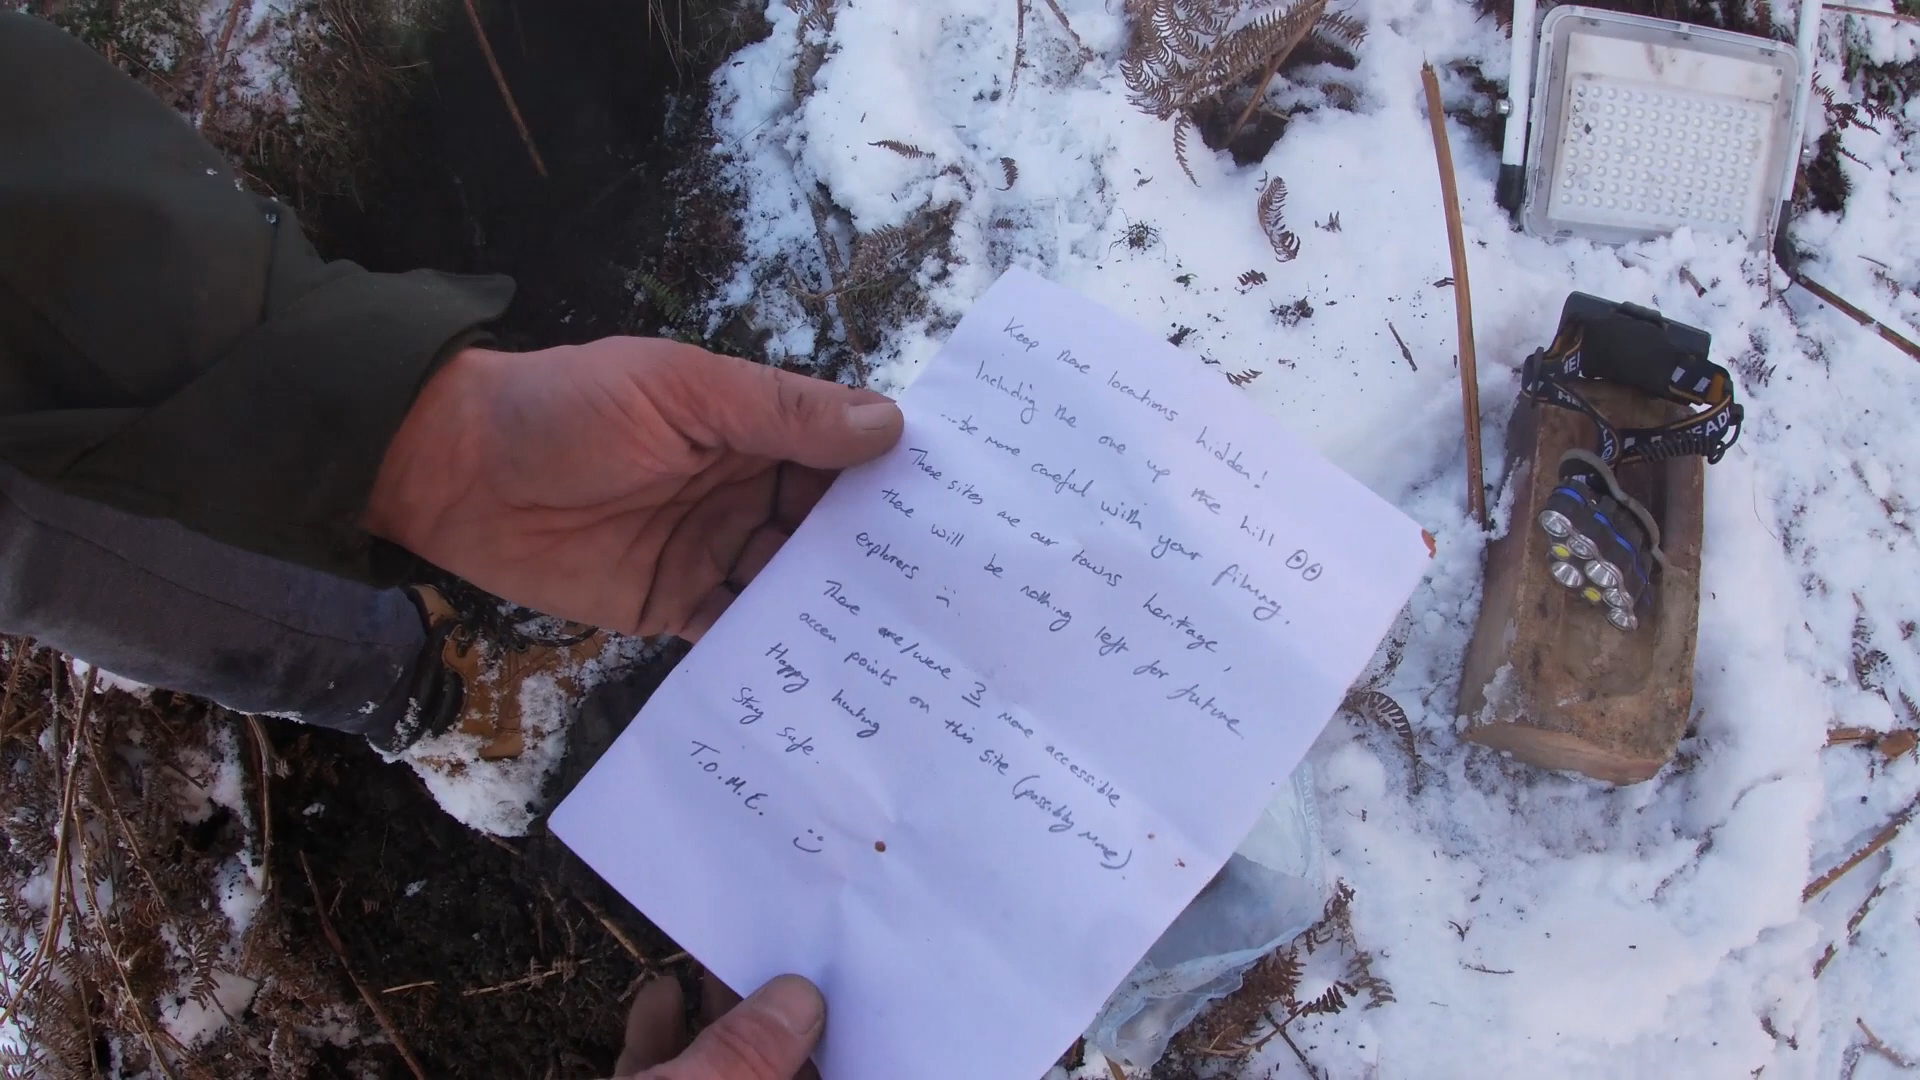 Keep these locations hidden!
Including the one up the hill
...be more careful with your filming.
These sites are our towns heritage,
there will be nothing left for future
explorers
There are/were 3 more accessible
access points on this site (possibly more).
Happy hunting
Stay safe.
T.O.M.E.
HEAD